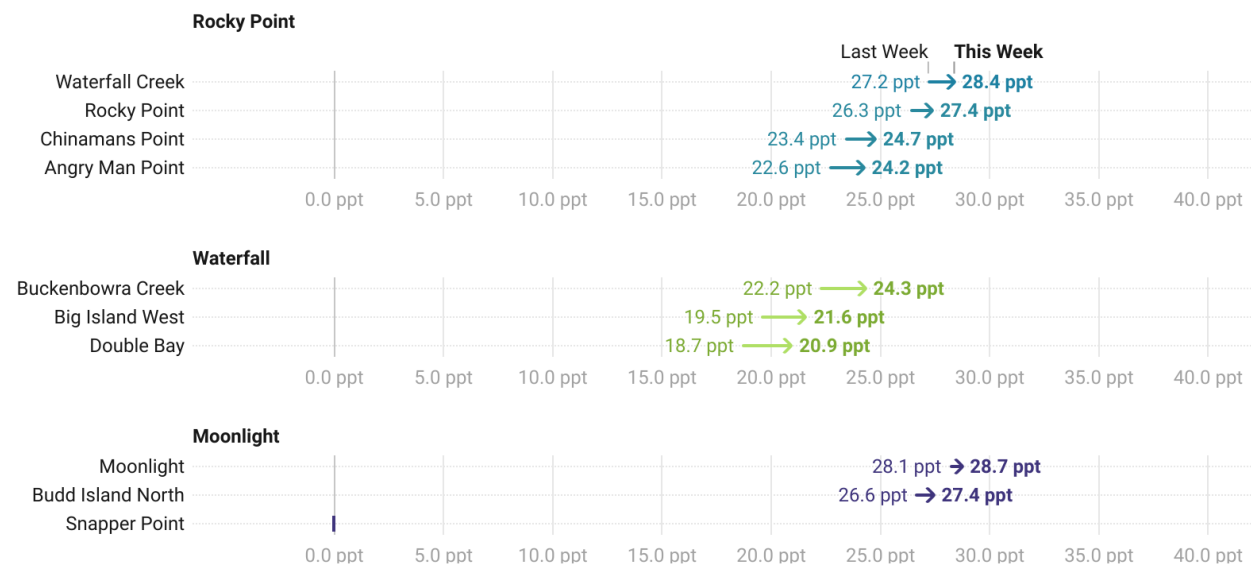 Rocky Point
Last Week This Week
Waterfall Creek 27.2 ppt 28.4 ppt
Rocky Point 26.3 ppt 27.4 ppt
Chinamans Point 23.4 ppt 24.7 ppt
Angry Man Point 22.6 ppt 24.2 ppt
0.0 ppt 5.0 ppt 10.0 ppt 15.0 ppt 20.0 ppt 25.0 ppt 30.0 ppt 35.0 ppt 40.0 ppt
Waterfall
Buckenbowra Creek 22.2 ppt 24.3 ppt
Big Island West 19.5 ppt 21.6 ppt
Double Bay 18.7 ppt 20.9 ppt
0.0 ppt 5.0 ppt 10.0 ppt 15.0 ppt 20.0 ppt 25.0 ppt 30.0 ppt 35.0 ppt 40.0 ppt
Moonlight
Moonlight 28.1 ppt 28.7 ppt
Budd Island North 26.6 ppt 27.4 ppt
Snapper Point
0.0 ppt 5.0 ppt 10.0 ppt 15.0 ppt 20.0 ppt 25.0 ppt 30.0 ppt 35.0 ppt 40.0 ppt